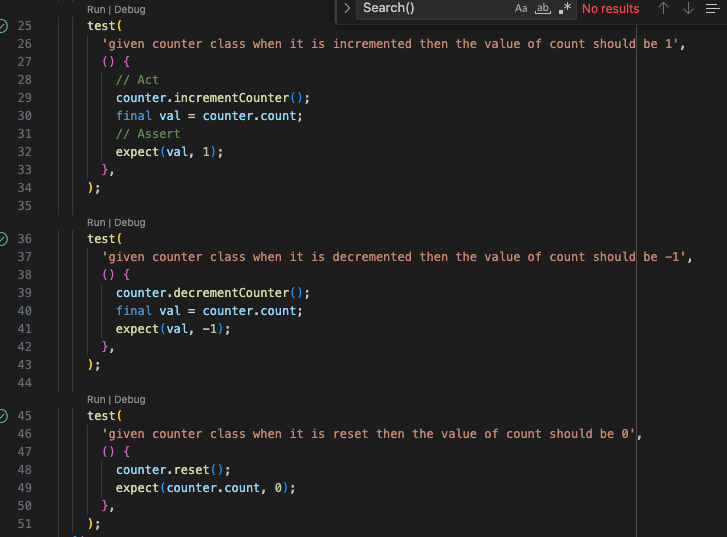 Search()
Aa ab .* No results
Run | Debug
25 test(
26 'given counter class when it is incremented then the value of count should be 1',
27 () {
28 // Act
29 counter.incrementCounter();
30 final val = counter.count;
31 // Assert
32 expect(val, 1);
33 },
34 );
35
Run | Debug
36 test(
37 'given counter class when it is decremented then the value of count should be -1',
38 () {
39 counter.decrementCounter();
40 final val = counter.count;
41 expect(val, -1);
42 },
43 );
44
Run | Debug
45 test(
46 'given counter class when it is reset then the value of count should be 0',
47 () {
48 counter.reset();
49 expect(counter.count, 0);
50 },
51 );